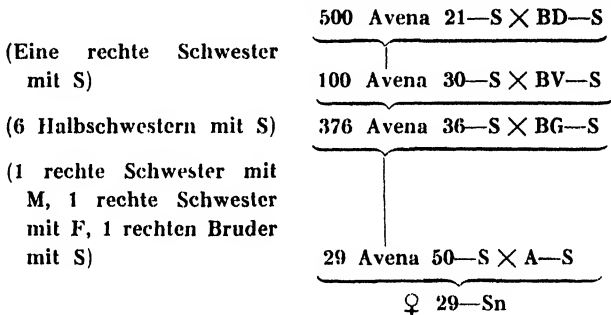 500 Avena 21—S × BD—S
(Eine rechte Schwester
mit S)
100 Avena 30—S × BV—S
(6 Halbschwestern mit S)
376 Avena 36—S × BG—S
(1 rechte Schwester mit
M, 1 rechte Schwester
mit F, 1 rechten Bruder
mit S)
29 Avena 50—S × A—S
♀ 29—Sn